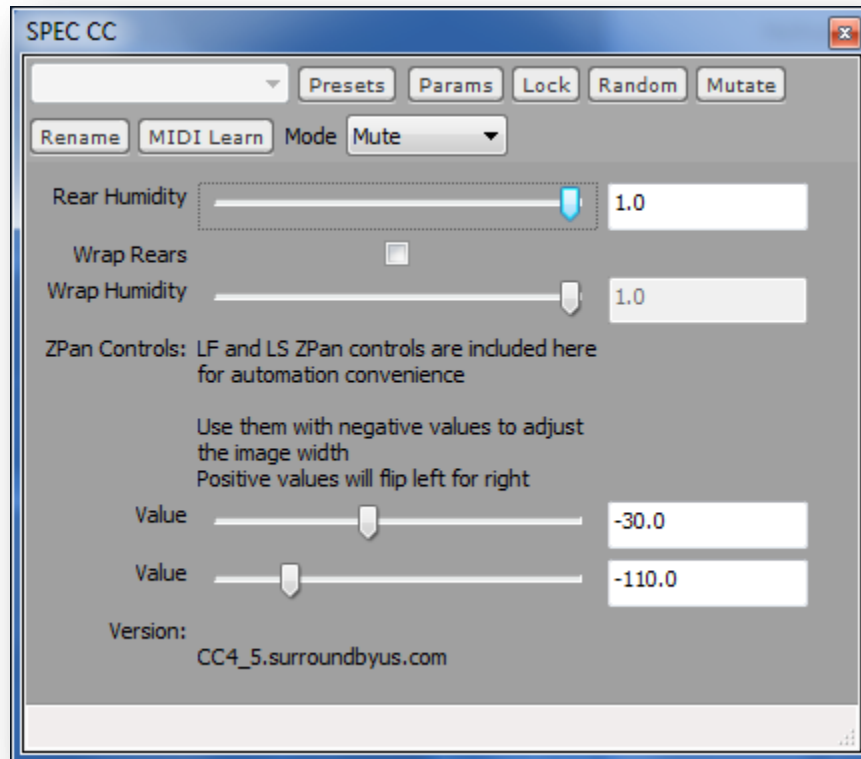 SPEC CC
Presets Params Lock Random Mutate
Rename MIDI Learn Mode Mute
Rear Humidity 1.0
Wrap Rears
Wrap Humidity 1.0
ZPan Controls: LF and LS ZPan controls are included here
for automation convenience
Use them with negative values to adjust
the image width
Positive values will flip left for right
Value -30.0
Value -110.0
Version:
CC4_5.surroundbyus.com